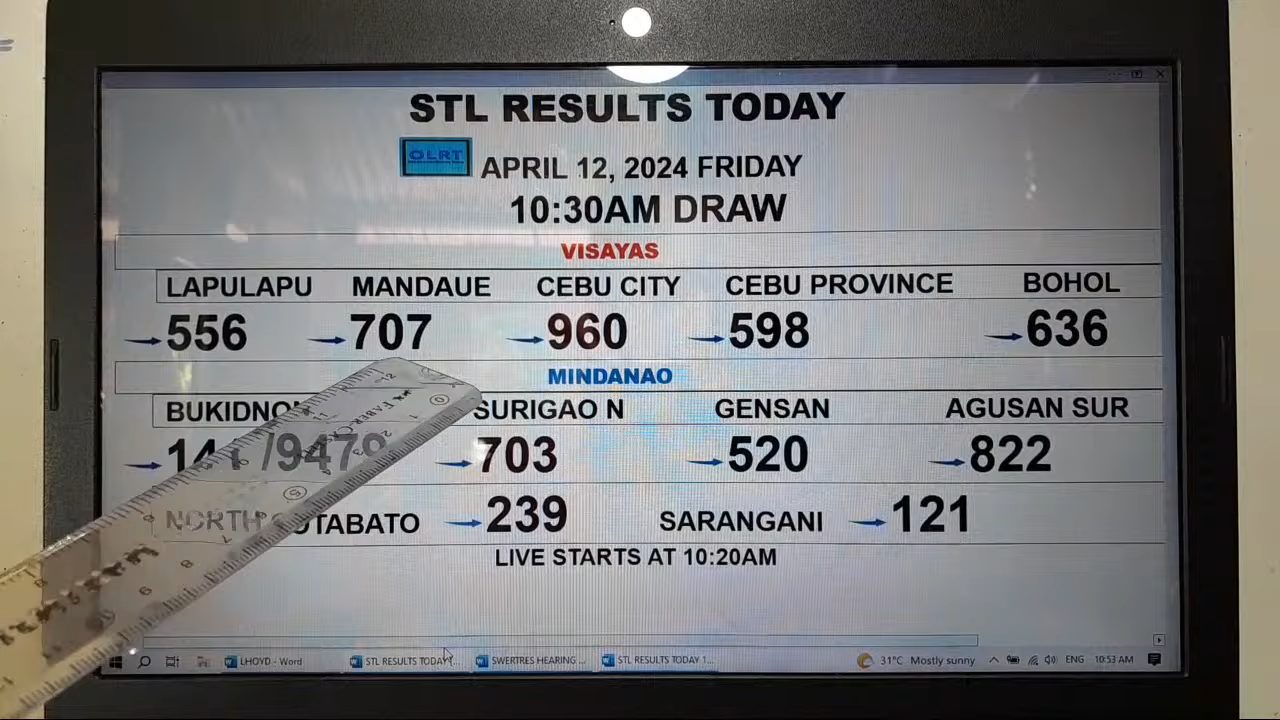 STL RESULTS TODAY
OLRT
APRIL 12, 2024 FRIDAY
10:30AM DRAW
VISAYAS
LAPULAPU MANDAUE CEBU CITY CEBU PROVINCE BOHOL
556 707 960 598 636
MINDANAO
SURIGAO N GENSAN AGUSAN SUR
703 520 822
NORTH COTABATO 239 SARANGANI 121
LIVE STARTS AT 10:20AM
LHOYD - Word STL RESULTS TODAY... SWERTRES HEARING ... STL RESULTS TODAY 1... 31°C Mostly sunny ENG 10:53 AM